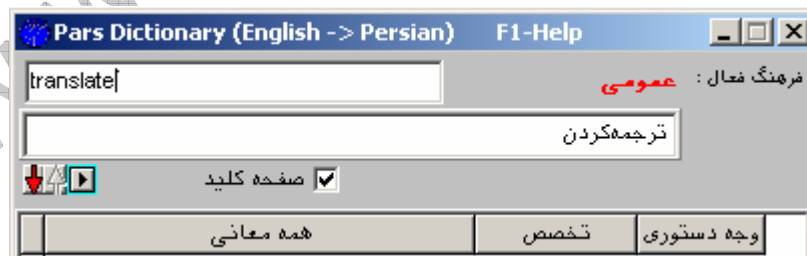 Pars Dictionary (English -> Persian) F1-Help
translate
فرهنگ فعال : عمومی
ترجمه‌کردن
صفحه کلید
وجه دستوری تخصص همه معانی